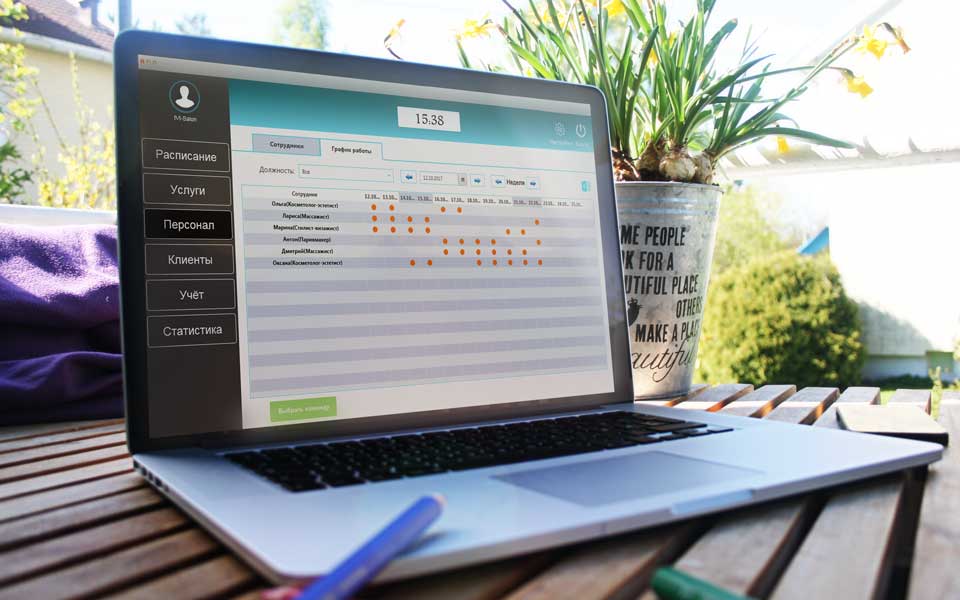 IM-Salon
15.38
Сотрудники
График работы
Расписание
Услуги
Персонал
Клиенты
Учёт
Статистика
Должность:
Все
12.10.2017
Неделя
Сотрудник
12.10... 13.10... 14.10... 15.10... 16.10... 17.10... 18.10... 19.10... 20.10... 21.10... 22.10... 23.10... 24.10... 25.10...
Ольга(Косметолог-эстетист)
Лариса(Массажист)
Марина(Стилист-визажист)
Антон(Парикмахер)
Дмитрий(Массажист)
Оксана(Косметолог-эстетист)
Выбрать
ME PEOPLE
K FOR A
UTIFUL PLACE
OTHERS
MAKE A PLACE
autiful